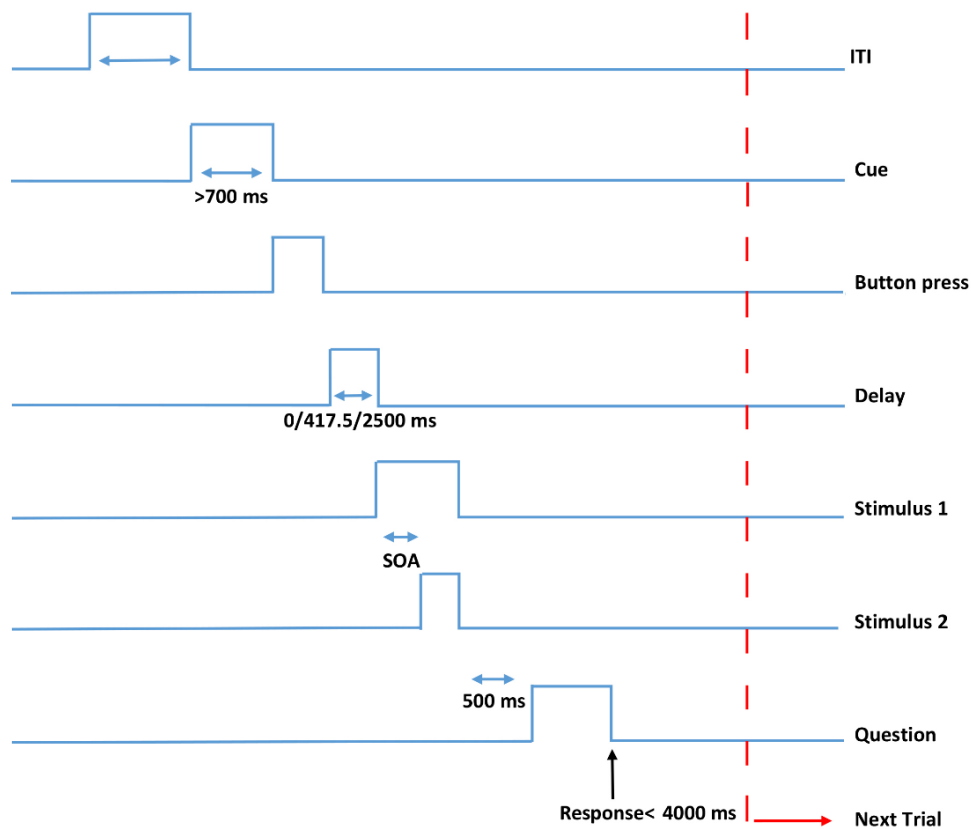 ITI
Cue
>700 ms
Button press
Delay
0/417.5/2500 ms
Stimulus 1
SOA
Stimulus 2
500 ms
Question
Response< 4000 ms
Next Trial